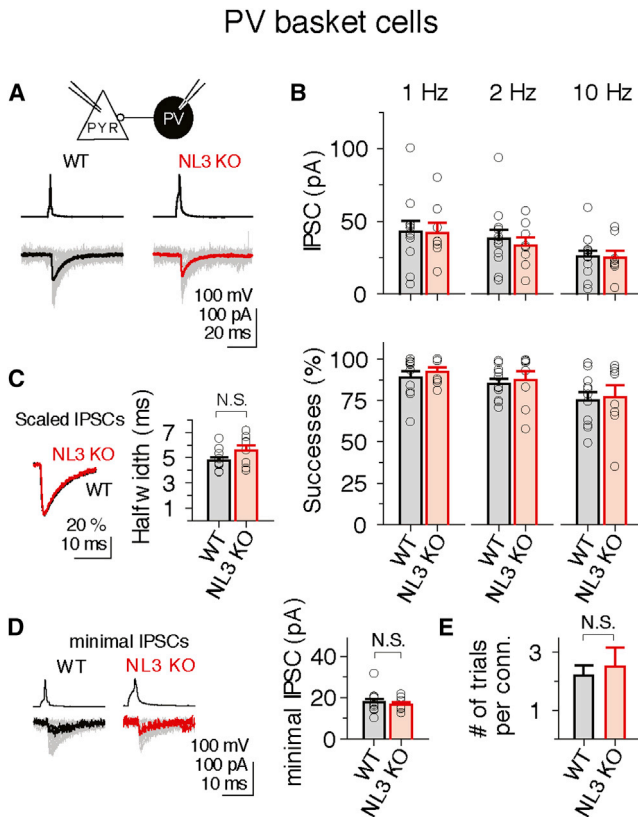 PV basket cells
A
PYR
PV
WT
NL3 KO
100 mV
100 pA
20 ms
B
1 Hz
2 Hz
10 Hz
IPSC (pA)
100
50
0
Successes (%)
100
75
25
0
WT
NL3 KO
WT
NL3 KO
WT
NL3 KO
C
Scaled IPSCs
NL3 KO
WT
20 %
10 ms
Half width (ms)
7
5
3
1
N.S.
WT
NL3 KO
D
minimal IPSCs
WT
NL3 KO
100 mV
100 pA
10 ms
minimal IPSC (pA)
40
20
0
N.S.
WT
NL3 KO
E
# of trials
per conn.
3
1
N.S.
WT
NL3 KO